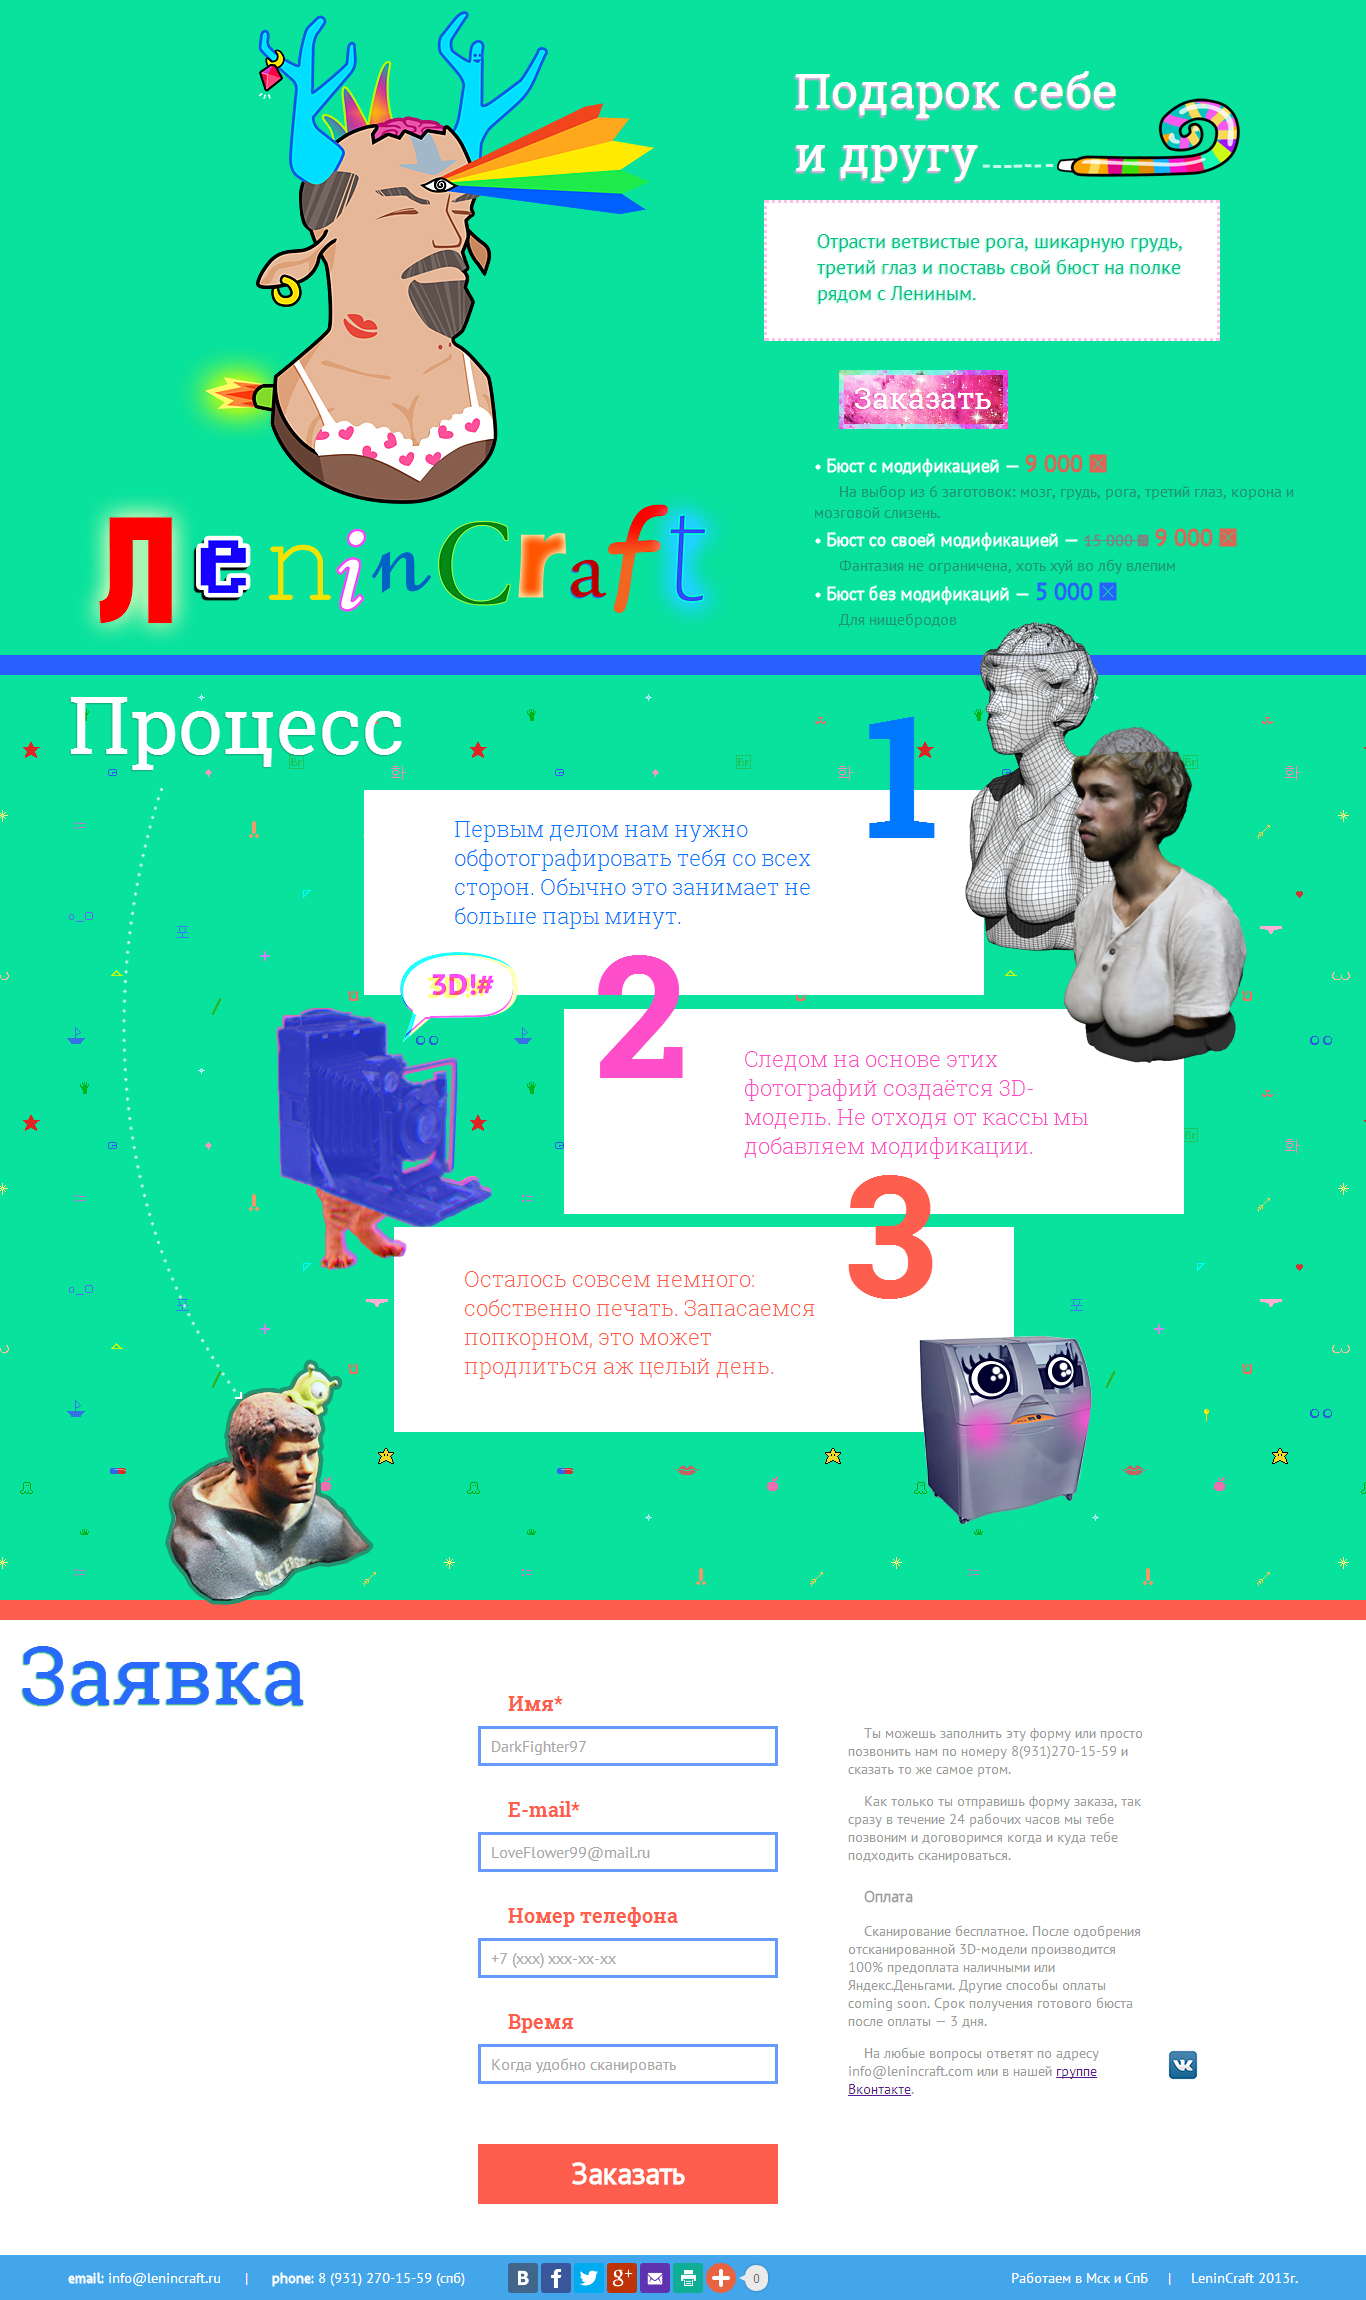 Подарок себе
и другу
Отрасти ветвистые рога, шикарную грудь,
третий глаз и поставь свой бюст на полке
рядом с Лениным.
Заказать
• Бюст с модификацией — 9 000
На выбор из 6 заготовок: мозг, грудь, рога, третий глаз, корона и
мозговой слизень.
• Бюст со своей модификацией — 15 000 9 000
Фантазия не ограничена, хоть хуй во лбу влепим
• Бюст без модификаций — 5 000
Для нищебродов
ЛeninCraft
Процесс
1
Первым делом нам нужно
обфотографировать тебя со всех
сторон. Обычно это занимает не
больше пары минут.
3D!#
2
Следом на основе этих
фотографий создаётся 3D-
модель. Не отходя от кассы мы
добавляем модификации.
3
Осталось совсем немного:
собственно печать. Запасаемся
попкорном, это может
продлиться аж целый день.
Заявка
Имя*
DarkFighter97
E-mail*
LoveFlower99@mail.ru
Номер телефона
+7 (xxx) xxx-xx-xx
Время
Когда удобно сканировать
Заказать
Ты можешь заполнить эту форму или просто
позвонить нам по номеру 8(931)270-15-59 и
сказать то же самое ртом.
Как только ты отправишь форму заказа, так
сразу в течение 24 рабочих часов мы тебе
позвоним и договоримся когда и куда тебе
подходить сканироваться.
Оплата
Сканирование бесплатное. После одобрения
отсканированной 3D-модели производится
100% предоплата наличными или
Яндекс.Деньгами. Другие способы оплаты
coming soon. Срок получения готового бюста
после оплаты — 3 дня.
На любые вопросы ответят по адресу
info@lenincraft.com или в нашей группе
Вконтакте.
email: info@lenincraft.ru | phone: 8 (931) 270-15-59 (спб)
0
Работаем в Мск и СпБ | LeninCraft 2013г.